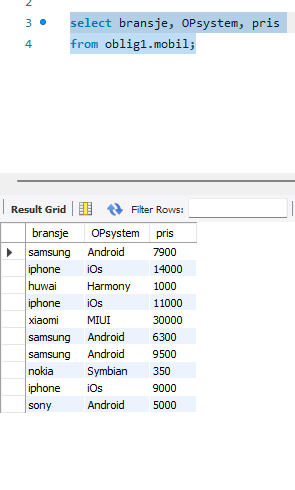 2
3 select bransje, OPsystem, pris
4 from oblig1.mobil;
Result Grid Filter Rows:
bransje OPsystem pris
samsung Android 7900
iphone iOs 14000
huwai Harmony 1000
iphone iOs 11000
xiaomi MIUI 30000
samsung Android 6300
samsung Android 9500
nokia Symbian 350
iphone iOs 9000
sony Android 5000